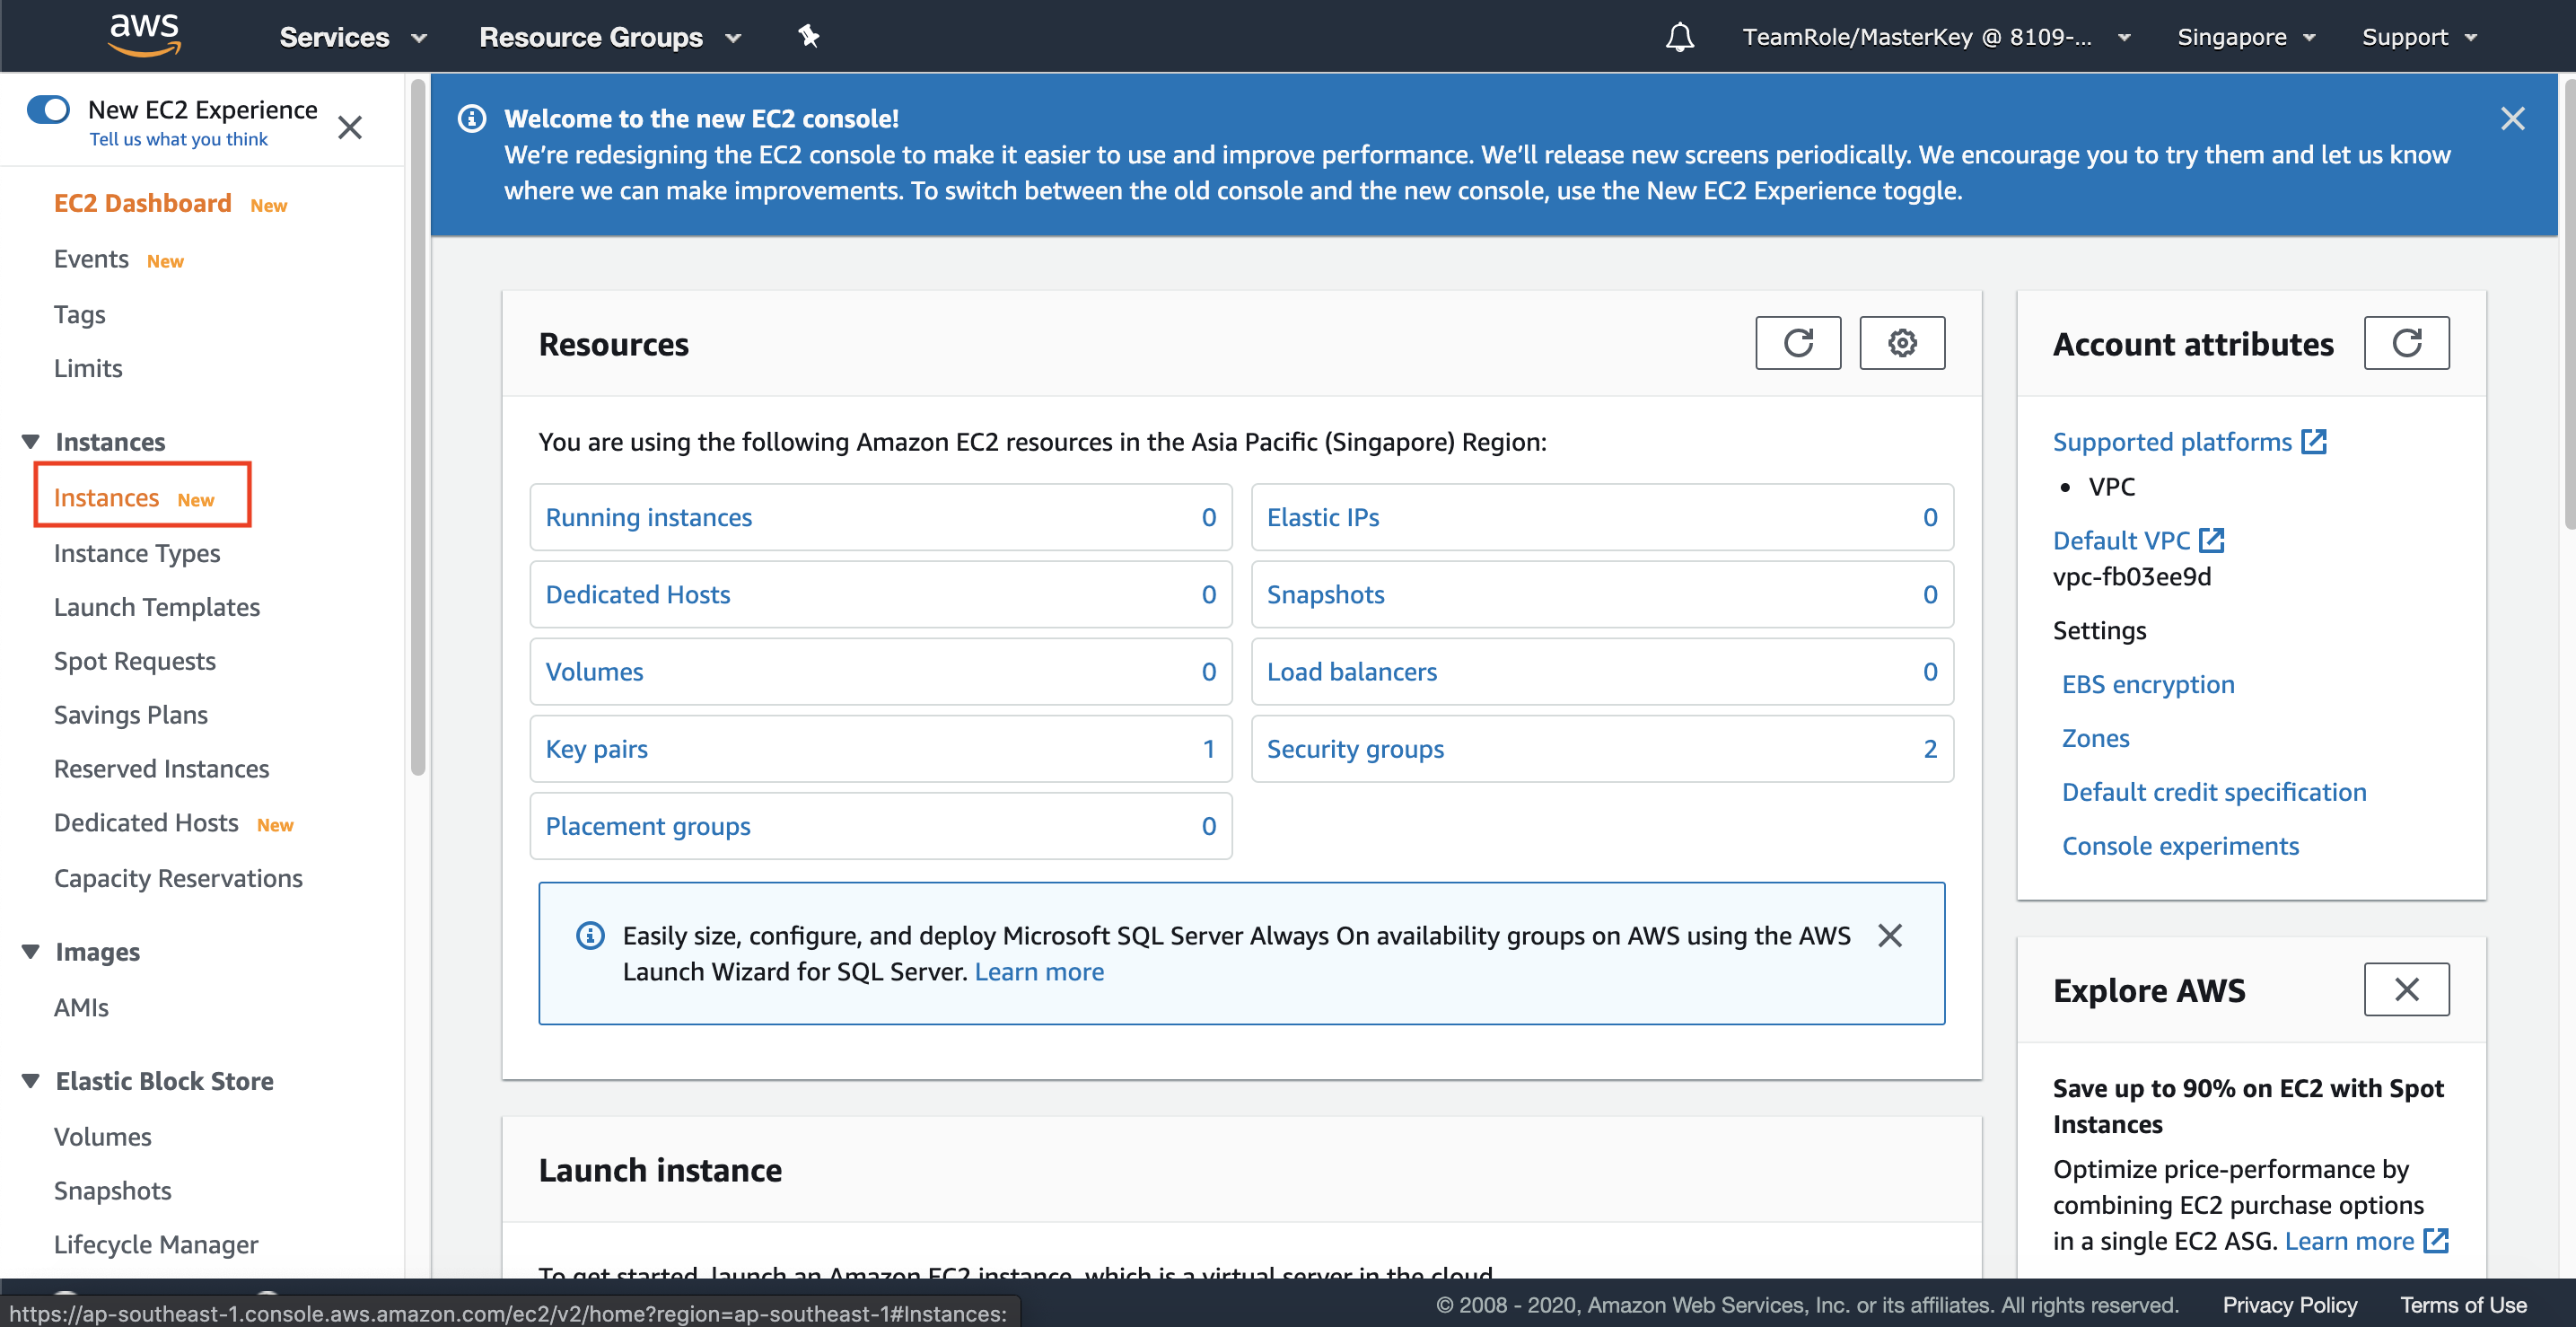 aws
Services
Resource Groups
TeamRole/MasterKey @ 8109-...
Singapore
Support
New EC2 Experience
Tell us what you think
EC2 Dashboard New
Events New
Tags
Limits
Instances
Instances New
Instance Types
Launch Templates
Spot Requests
Savings Plans
Reserved Instances
Dedicated Hosts New
Capacity Reservations
Images
AMIs
Elastic Block Store
Volumes
Snapshots
Lifecycle Manager
Welcome to the new EC2 console!
We're redesigning the EC2 console to make it easier to use and improve performance. We'll release new screens periodically. We encourage you to try them and let us know
where we can make improvements. To switch between the old console and the new console, use the New EC2 Experience toggle.
Resources
You are using the following Amazon EC2 resources in the Asia Pacific (Singapore) Region:
Running instances 0
Elastic IPs 0
Dedicated Hosts 0
Snapshots 0
Volumes 0
Load balancers 0
Key pairs 1
Security groups 2
Placement groups 0
Easily size, configure, and deploy Microsoft SQL Server Always On availability groups on AWS using the AWS
Launch Wizard for SQL Server. Learn more
Launch instance
To get started, launch an Amazon EC2 instance, which is a virtual server in the cloud.
Account attributes
Supported platforms
• VPC
Default VPC
vpc-fb03ee9d
Settings
EBS encryption
Zones
Default credit specification
Console experiments
Explore AWS
Save up to 90% on EC2 with Spot
Instances
Optimize price-performance by
combining EC2 purchase options
in a single EC2 ASG. Learn more
https://ap-southeast-1.console.aws.amazon.com/ec2/v2/home?region=ap-southeast-1#Instances:
© 2008 - 2020, Amazon Web Services, Inc. or its affiliates. All rights reserved.
Privacy Policy
Terms of Use